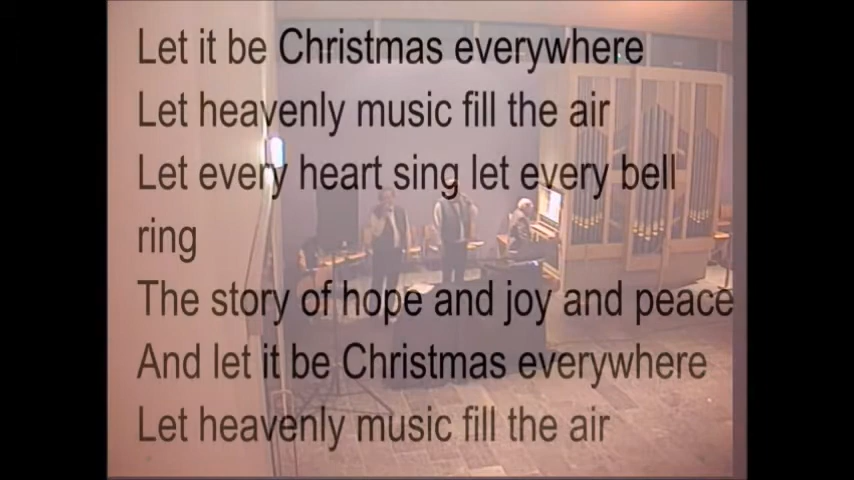 Let it be Christmas everywhere
Let heavenly music fill the air
Let every heart sing let every bell
ring
The story of hope and joy and peace
And let it be Christmas everywhere
Let heavenly music fill the air